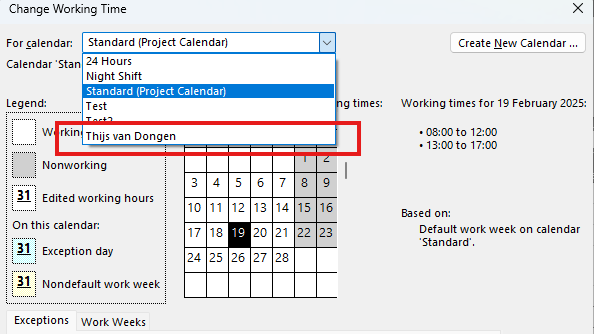 Change Working Time
For calendar: Standard (Project Calendar) Create New Calendar ...
24 Hours
Calendar 'Stan
Night Shift
Standard (Project Calendar)
Test
Test2
Thijs van Dongen
Legend:
Working
Nonworking
31 Edited working hours
On this calendar:
31 Exception day
31 Nondefault work week
ng times:
1 2
3 4 5 6 7 8 9
10 11 12 13 14 15 16
17 18 19 20 21 22 23
24 25 26 27 28
Working times for 19 February 2025:
• 08:00 to 12:00
• 13:00 to 17:00
Based on:
Default work week on calendar
'Standard'.
Exceptions Work Weeks